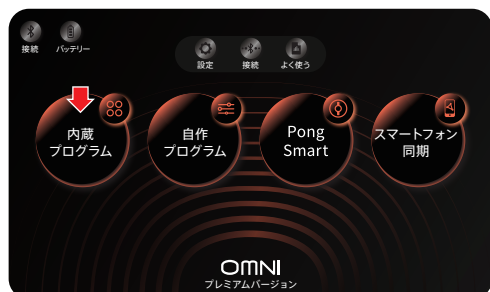 接続 バッテリー
設定 接続 よく使う
内蔵
プログラム
自作
プログラム
Pong
Smart
スマートフォン
同期
OMNI
プレミアムバージョン